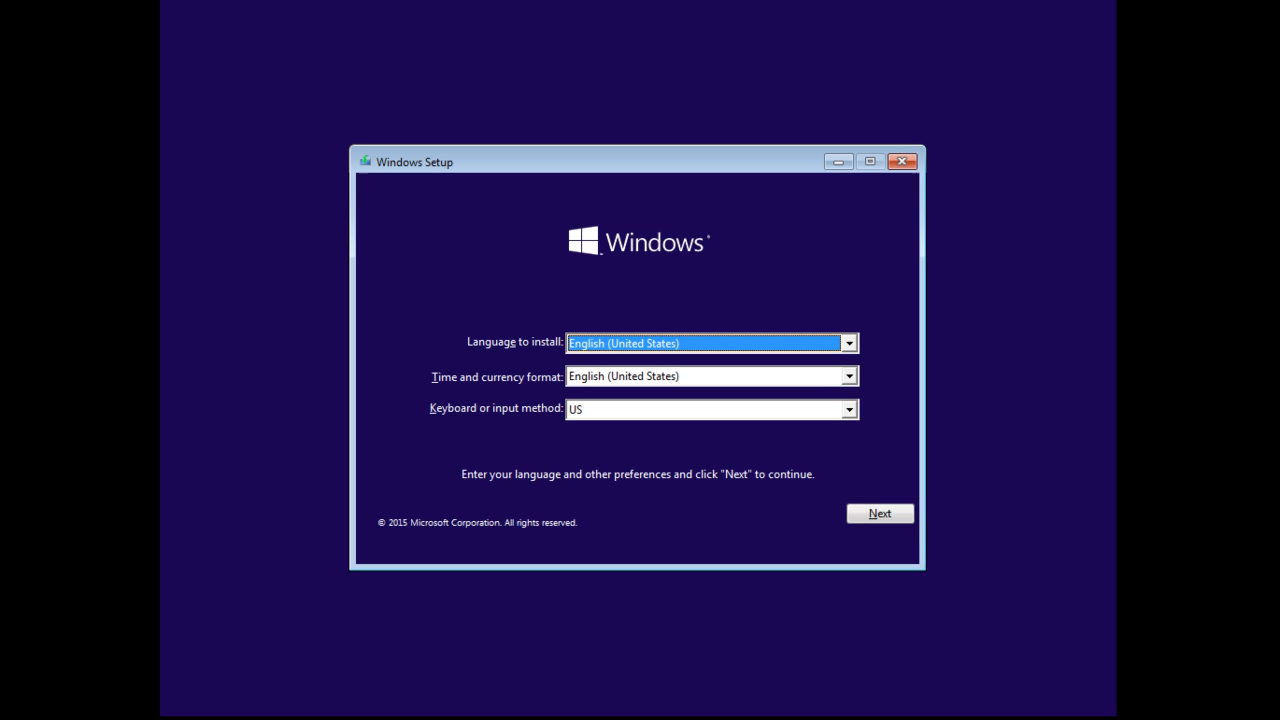 Windows Setup
Windows
Language to install: English (United States)
Time and currency format: English (United States)
Keyboard or input method: US
Enter your language and other preferences and click "Next" to continue.
Next
© 2015 Microsoft Corporation. All rights reserved.